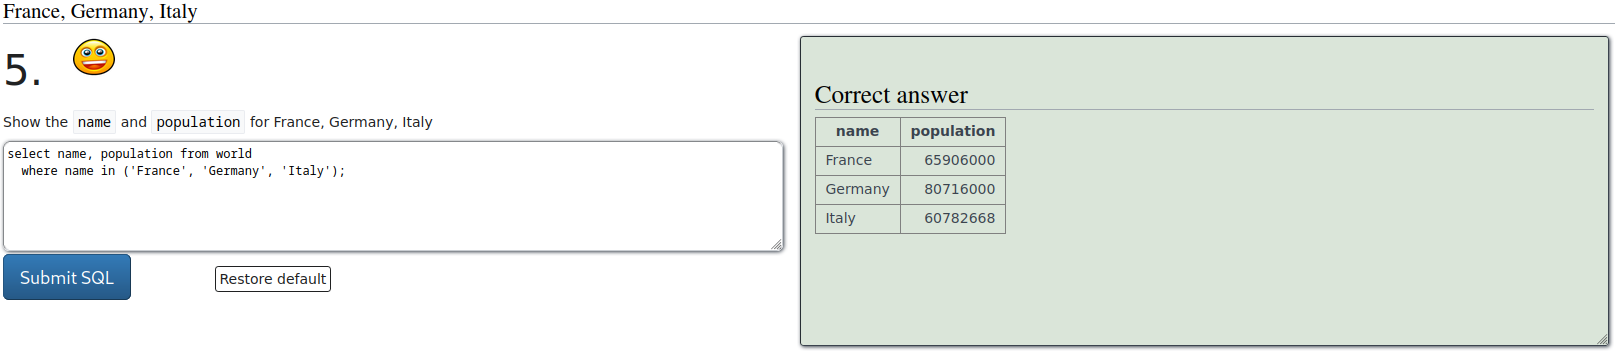 France, Germany, Italy
5.
Show the name and population for France, Germany, Italy
select name, population from world
where name in ('France', 'Germany', 'Italy');
Submit SQL
Restore default
Correct answer
name population
France 65906000
Germany 80716000
Italy 60782668